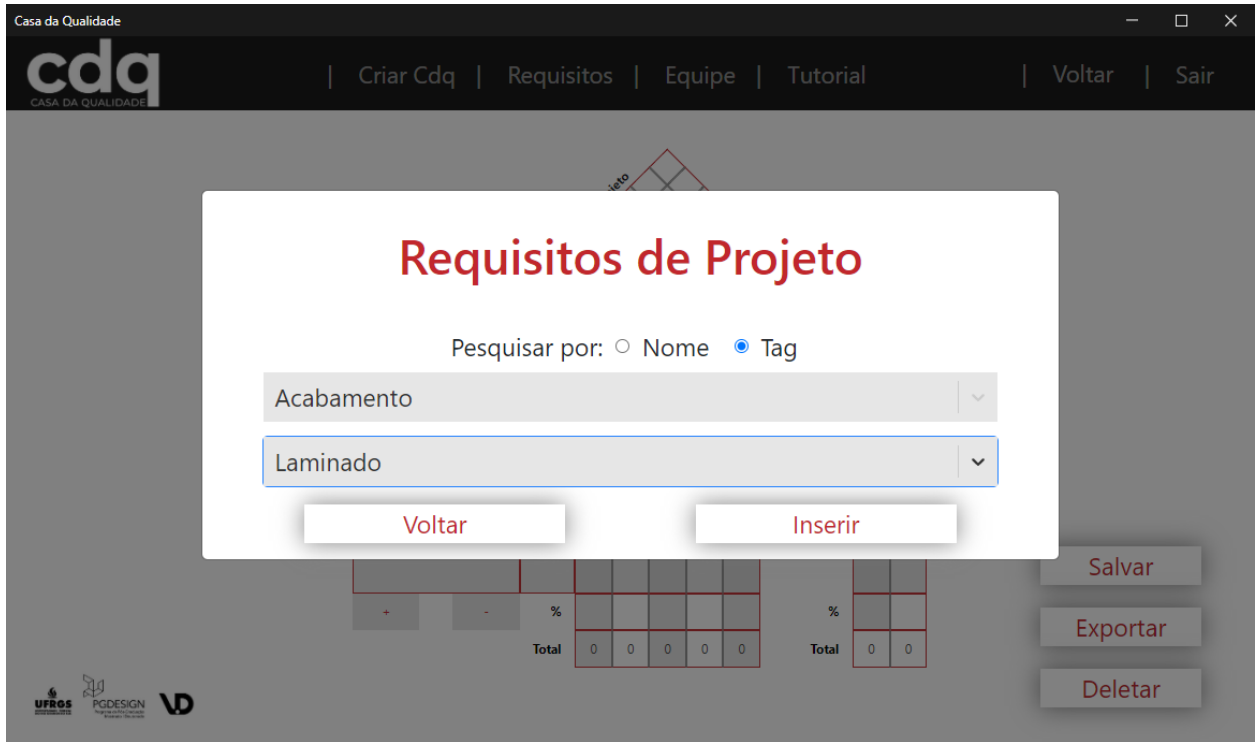 Casa da Qualidade
cdq
CASA DA QUALIDADE
| Criar Cdq | Requisitos | Equipe | Tutorial | Voltar | Sair
jeto
Requisitos de Projeto
Pesquisar por: Nome Tag
Acabamento
Laminado
Voltar Inserir
Salvar
+ - % %
Exportar
Total 0 0 0 0 0 Total 0 0
Deletar
UFRGS PGDESIGN VD